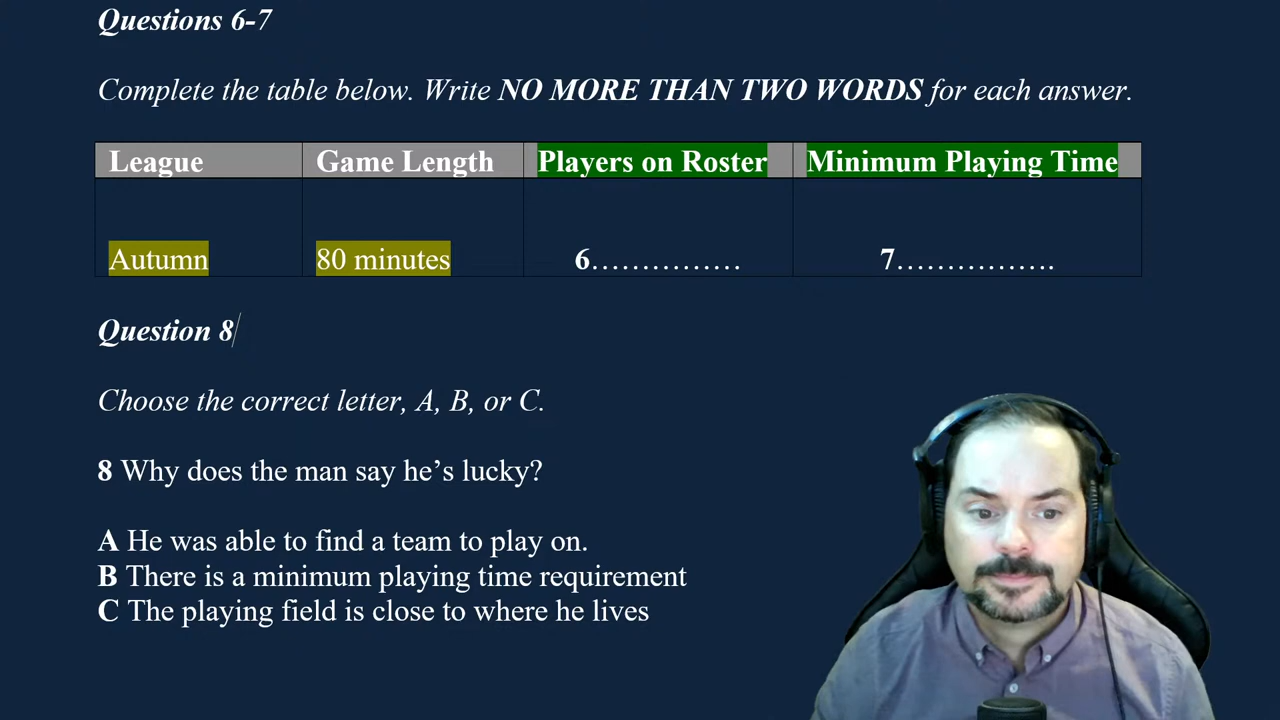 Questions 6-7
Complete the table below. Write NO MORE THAN TWO WORDS for each answer.
League Game Length Players on Roster Minimum Playing Time
Autumn 80 minutes 6…………… 7…………….
Question 8
Choose the correct letter, A, B, or C.
8 Why does the man say he’s lucky?
A He was able to find a team to play on.
B There is a minimum playing time requirement
C The playing field is close to where he lives